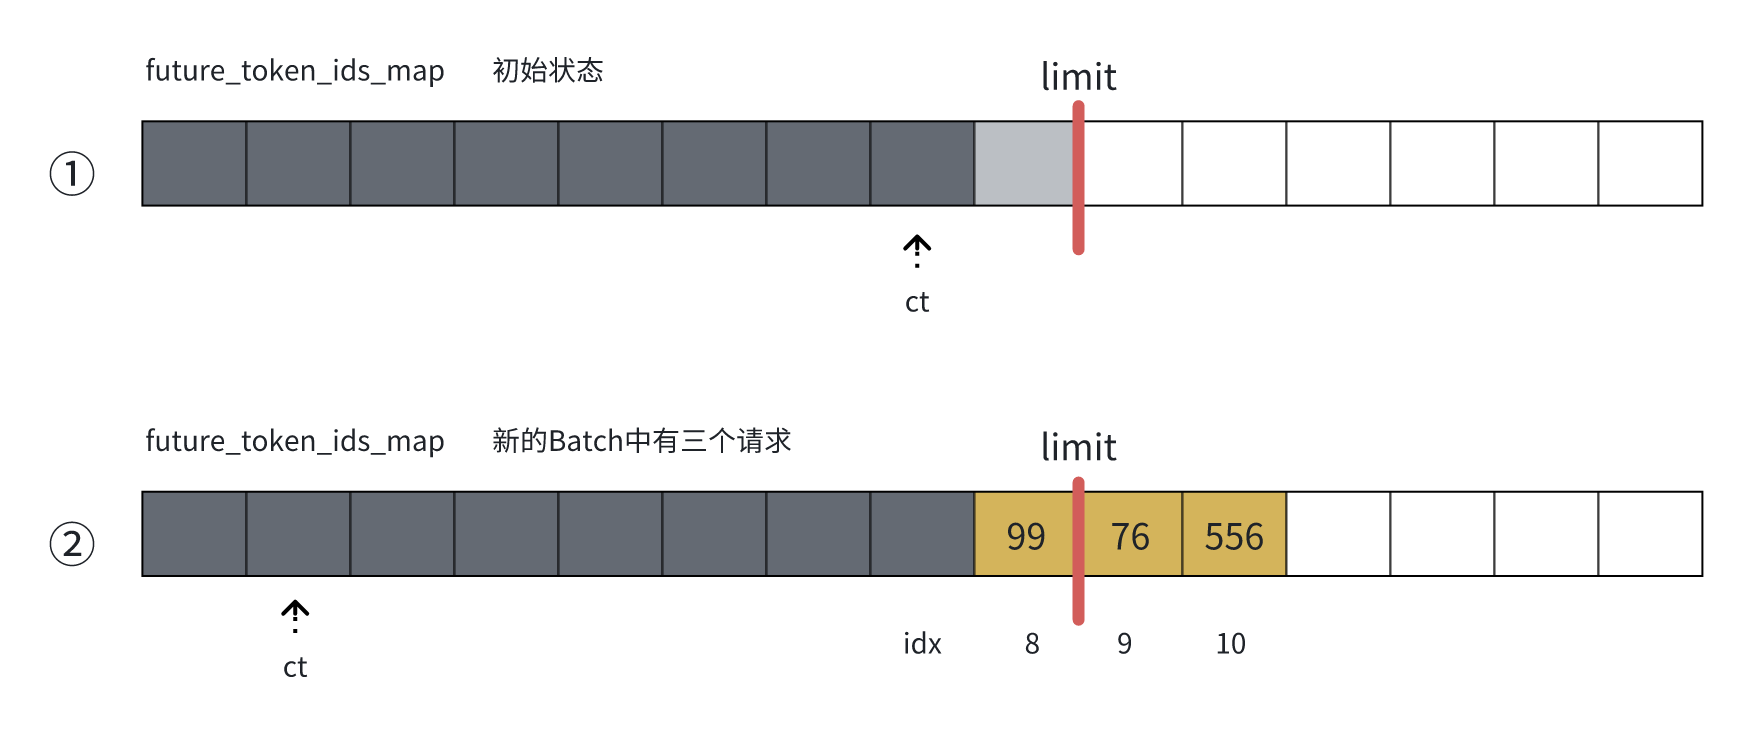 future_token_ids_map 初始状态
limit
①
ct
future_token_ids_map 新的Batch中有三个请求
limit
②
99 76 556
idx 8 9 10
ct